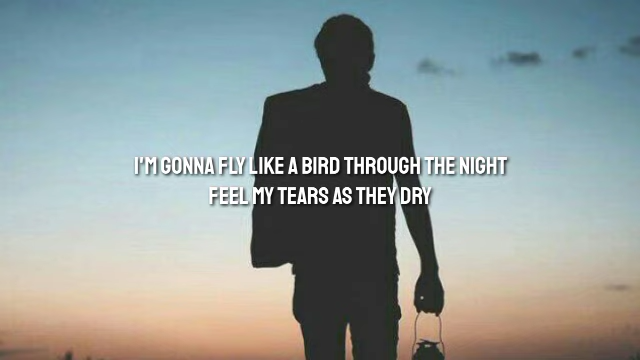 I'M GONNA FLY LIKE A BIRD THROUGH THE NIGHT
FEEL MY TEARS AS THEY DRY